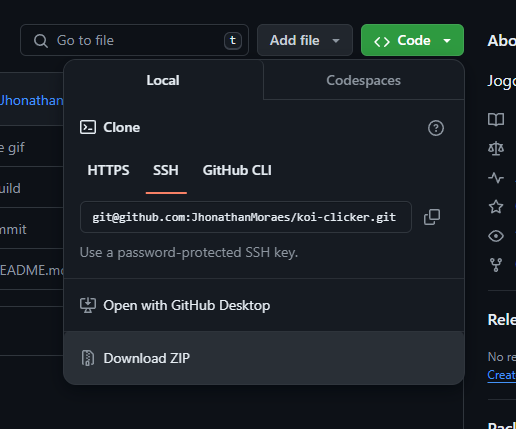 Go to file
t
Add file
Code
Abo
Local
Codespaces
Jogo
Jhonathan
Clone
e gif
HTTPS
SSH
GitHub CLI
uild
git@github.com:JhonathanMoraes/koi-clicker.git
mmit
Use a password-protected SSH key.
README.mo
Open with GitHub Desktop
Rele
Download ZIP
No re
Creat
Pack